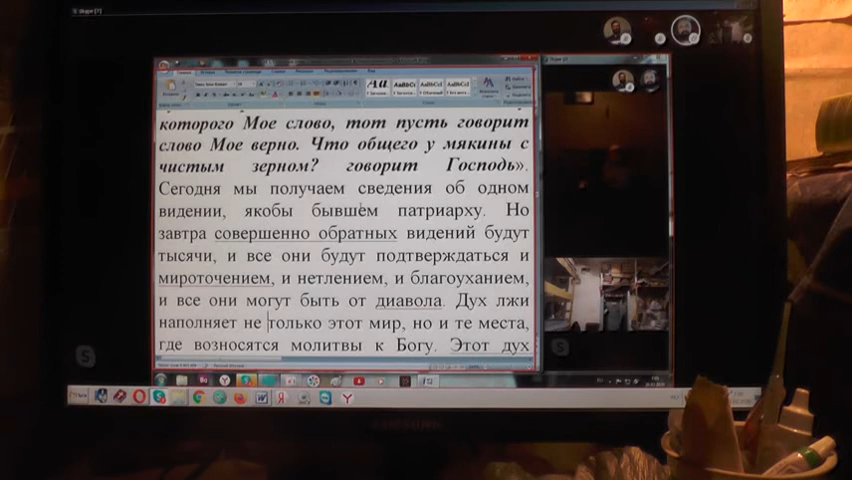 Skype [7]
которого Мое слово, тот пусть говорит
слово Мое верно. Что общего у мякины с
чистым зерном? говорит Господь».
Сегодня мы получаем сведения об одном
видении, якобы бывшем патриарху. Но
завтра совершенно обратных видений будут
тысячи, и все они будут подтверждаться и
мироточением, и нетлением, и благоуханием,
и все они могут быть от диавола. Дух лжи
наполняет не только этот мир, но и те места,
где возносятся молитвы к Богу. Этот дух
SAMSUNG